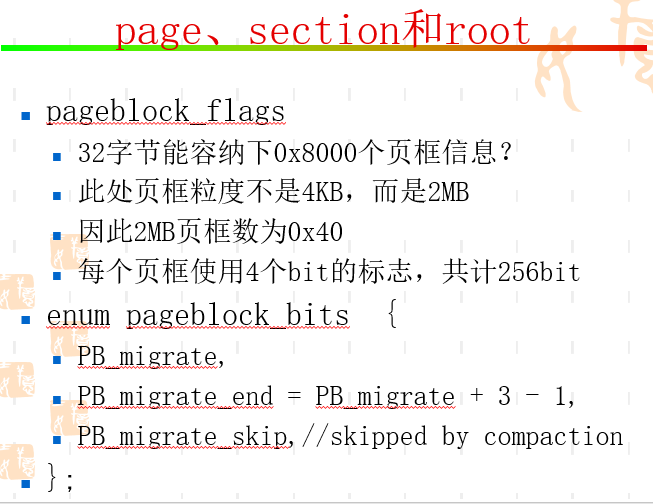 page、section和root
pageblock_flags
32字节能容纳下0x8000个页框信息？
此处页框粒度不是4KB，而是2MB
因此2MB页框数为0x40
每个页框使用4个bit的标志，共计256bit
enum pageblock_bits {
PB_migrate,
PB_migrate_end = PB_migrate + 3 - 1,
PB_migrate_skip,//skipped by compaction
};